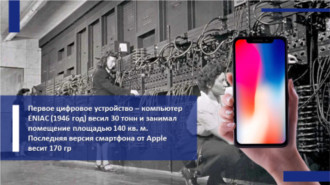 Первое цифровое устройство – компьютер
ENIAC (1946 год) весил 30 тонн и занимал
помещение площадью 140 кв. м.
Последняя версия смартфона от Apple
весит 170 гр